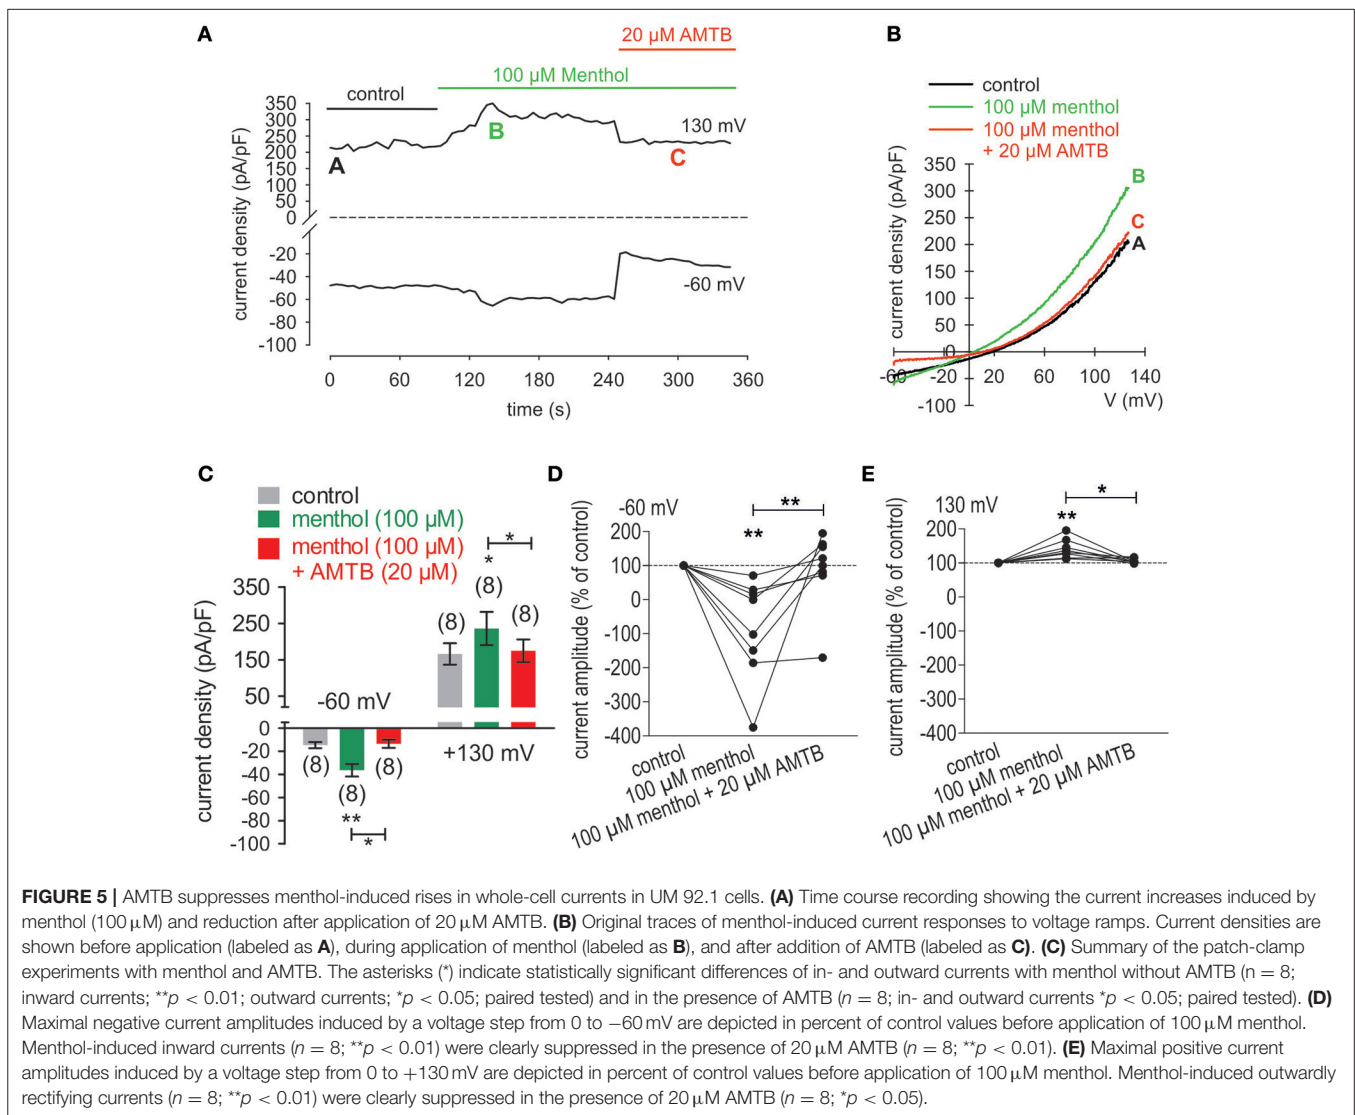 A
20 µM AMTB
100 µM Menthol
control
350
300
250
200
150
100
50
0
-20
-40
-60
-80
-100
current density (pA/pF)
A
B
C
130 mV
-60 mV
0 60 120 180 240 300 360
time (s)
B
control
100 µM menthol
100 µM menthol
+ 20 µM AMTB
350
300
250
200
150
100
50
0
-20
-100
current density (pA/pF)
B
C
A
-60 20 60 100 140
V (mV)
C
control
menthol (100 µM)
menthol (100 µM)
+ AMTB (20 µM)
350
250
150
50
0
-20
-40
-60
-80
-100
current density (pA/pF)
-60 mV
+130 mV
(8) (8) (8)
** *
(8) (8) (8)
* *
D
-60 mV
**
**
200
100
0
-100
-200
-300
-400
current amplitude (% of control)
control
100 µM menthol
100 µM menthol + 20 µM AMTB
E
130 mV
*
**
200
100
0
-100
-200
-300
-400
current amplitude (% of control)
control
100 µM menthol
100 µM menthol + 20 µM AMTB
FIGURE 5 | AMTB suppresses menthol-induced rises in whole-cell currents in UM 92.1 cells. (A) Time course recording showing the current increases induced by
menthol (100 µM) and reduction after application of 20 µM AMTB. (B) Original traces of menthol-induced current responses to voltage ramps. Current densities are
shown before application (labeled as A), during application of menthol (labeled as B), and after addition of AMTB (labeled as C). (C) Summary of the patch-clamp
experiments with menthol and AMTB. The asterisks (*) indicate statistically significant differences of in- and outward currents with menthol without AMTB (n = 8;
inward currents; **p < 0.01; outward currents; *p < 0.05; paired tested) and in the presence of AMTB (n = 8; in- and outward currents *p < 0.05; paired tested). (D)
Maximal negative current amplitudes induced by a voltage step from 0 to −60 mV are depicted in percent of control values before application of 100 µM menthol.
Menthol-induced inward currents (n = 8; **p < 0.01) were clearly suppressed in the presence of 20 µM AMTB (n = 8; **p < 0.01). (E) Maximal positive current
amplitudes induced by a voltage step from 0 to +130 mV are depicted in percent of control values before application of 100 µM menthol. Menthol-induced outwardly
rectifying currents (n = 8; **p < 0.01) were clearly suppressed in the presence of 20 µM AMTB (n = 8; *p < 0.05).